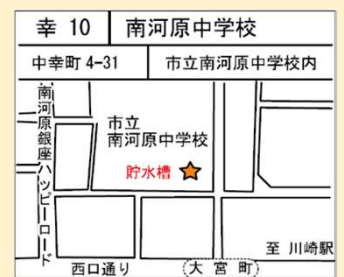 幸 10 南河原中学校
中幸町 4-31 市立南河原中学校内
南河原銀座ハッピーロード
市立
南河原中学校
貯水槽
至 川崎駅
西口通り
大宮町